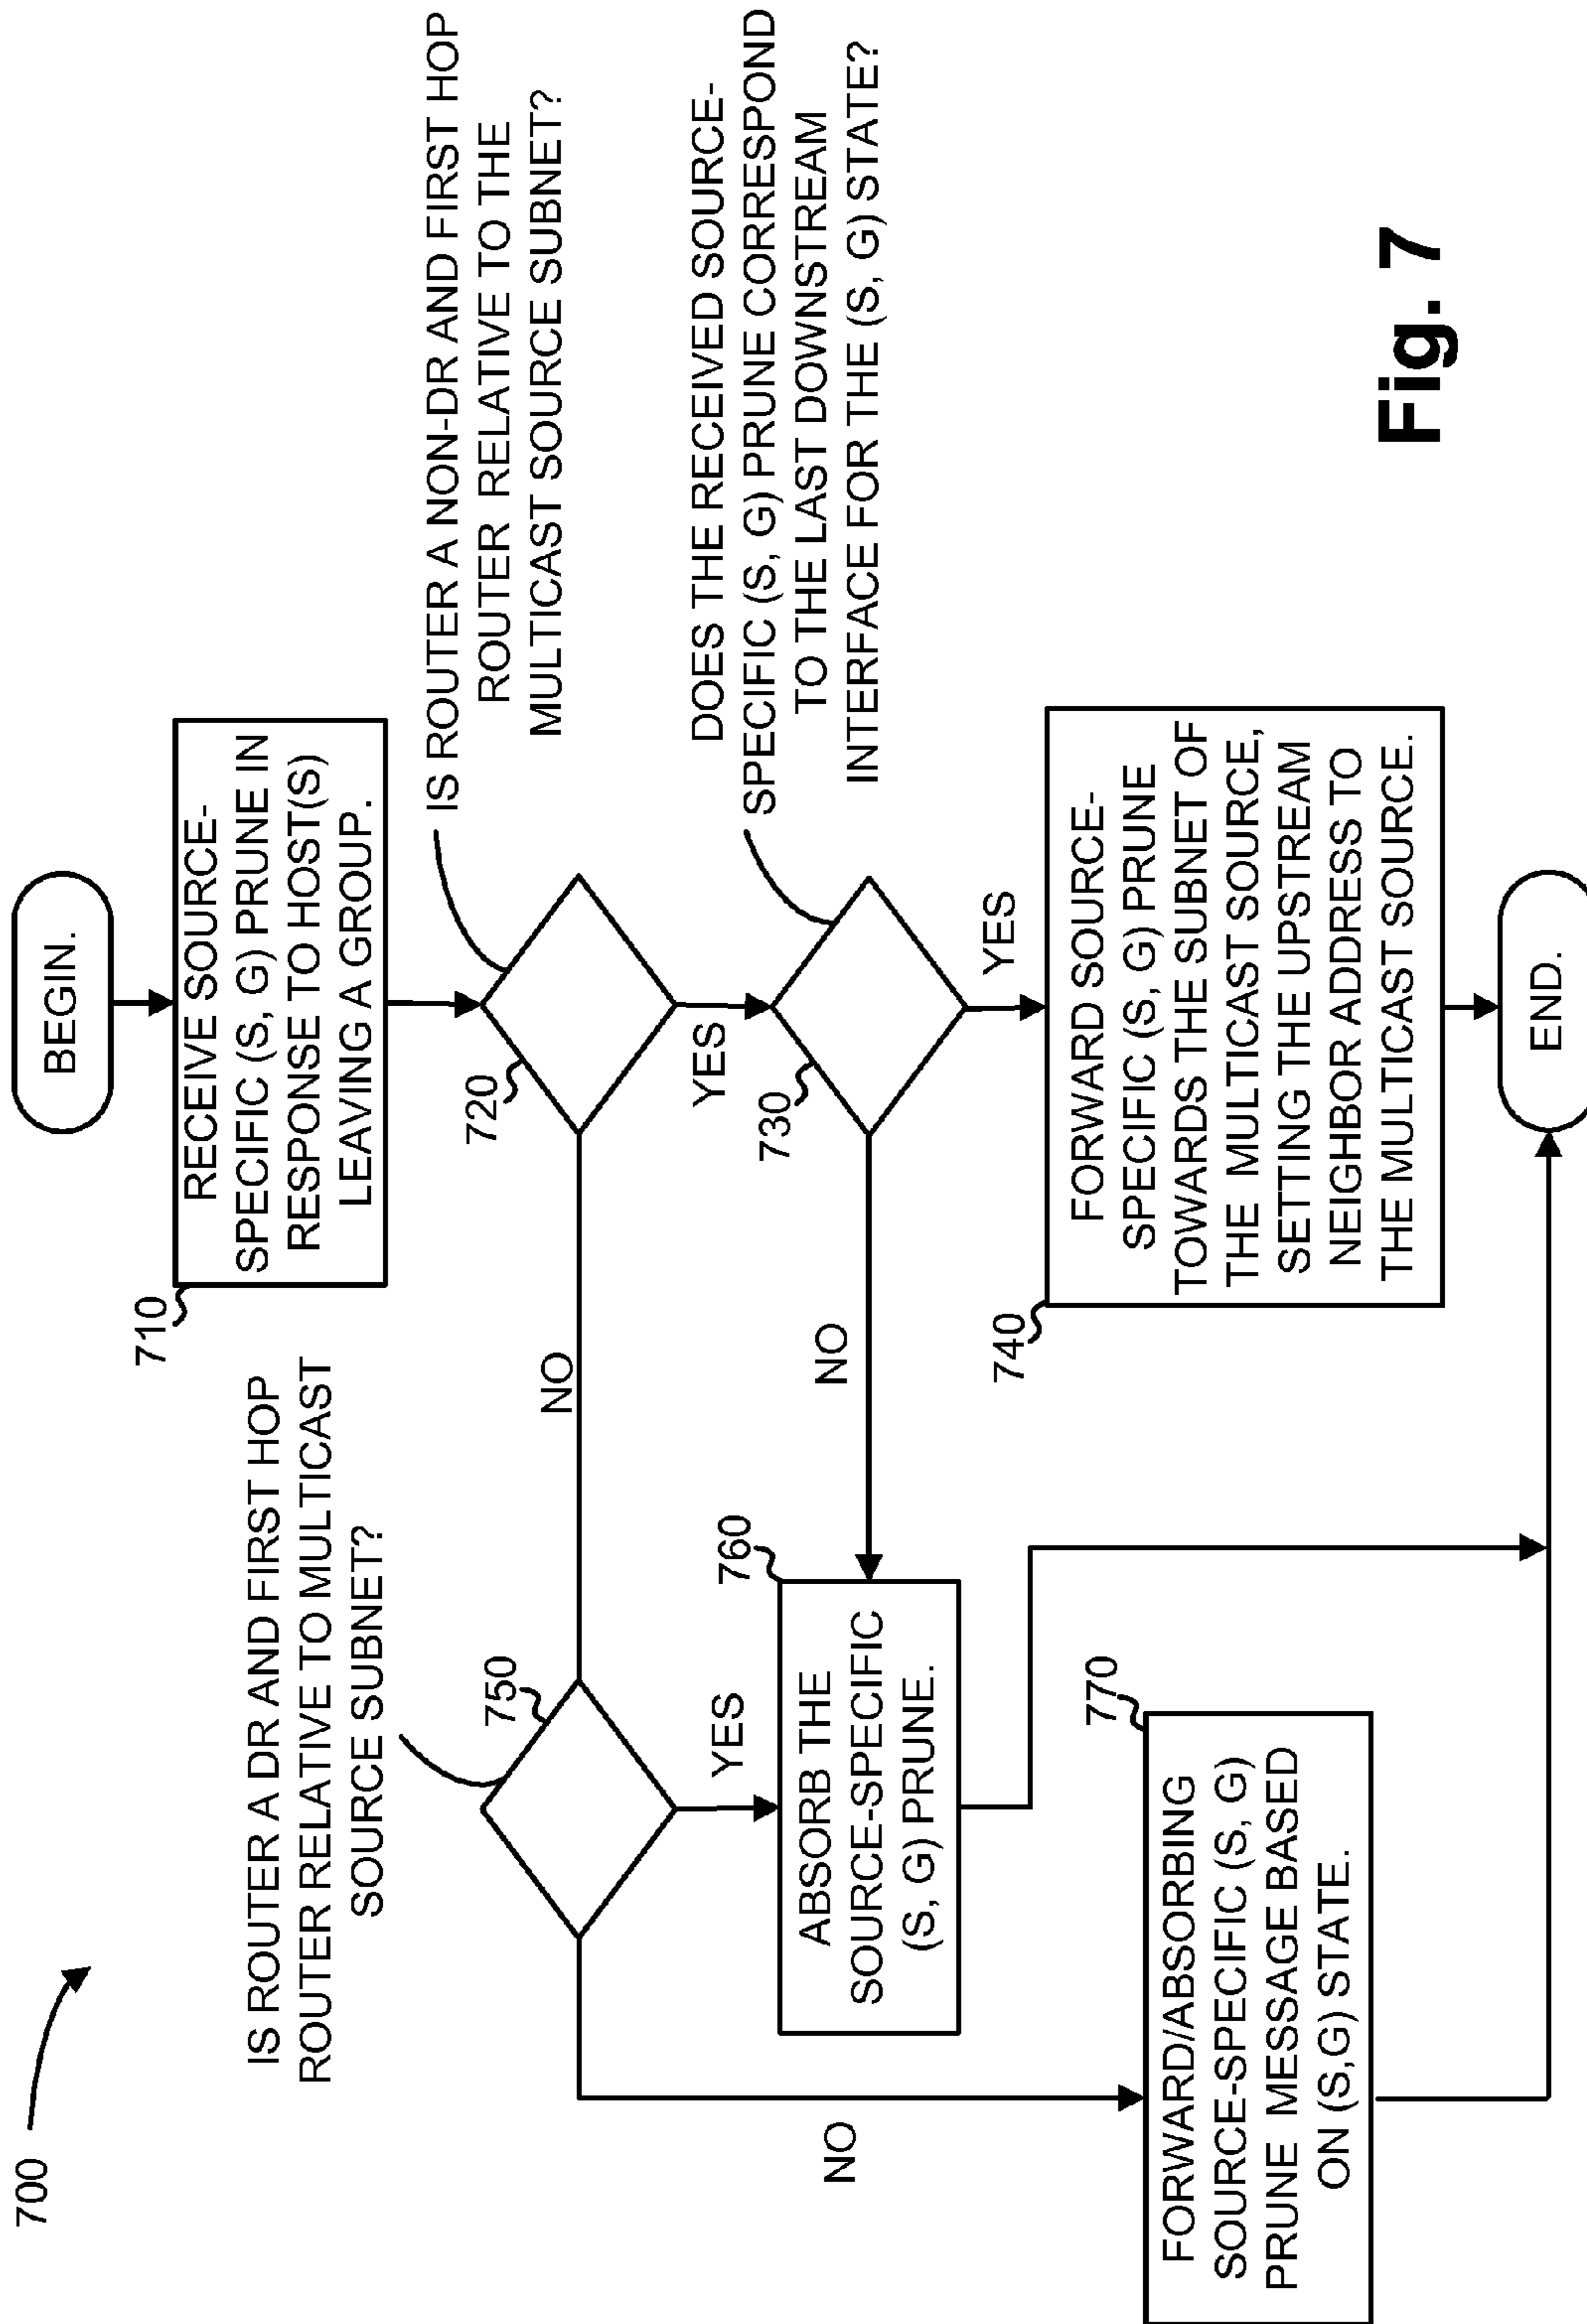 700
BEGIN.
710
RECEIVE SOURCE-
SPECIFIC (S, G) PRUNE IN
RESPONSE TO HOST(S)
LEAVING A GROUP.
IS ROUTER A NON-DR AND FIRST HOP
ROUTER RELATIVE TO THE
MULTICAST SOURCE SUBNET?
720
NO
YES
IS ROUTER A DR AND FIRST HOP
ROUTER RELATIVE TO MULTICAST
SOURCE SUBNET?
750
YES
NO
DOES THE RECEIVED SOURCE-
SPECIFIC (S, G) PRUNE CORRESPOND
TO THE LAST DOWNSTREAM
INTERFACE FOR THE (S, G) STATE?
730
NO
YES
760
ABSORB THE
SOURCE-SPECIFIC
(S, G) PRUNE.
740
FORWARD SOURCE-
SPECIFIC (S, G) PRUNE
TOWARDS THE SUBNET OF
THE MULTICAST SOURCE,
SETTING THE UPSTREAM
NEIGHBOR ADDRESS TO
THE MULTICAST SOURCE.
770
FORWARD/ABSORBING
SOURCE-SPECIFIC (S, G)
PRUNE MESSAGE BASED
ON (S,G) STATE.
END.
Fig. 7